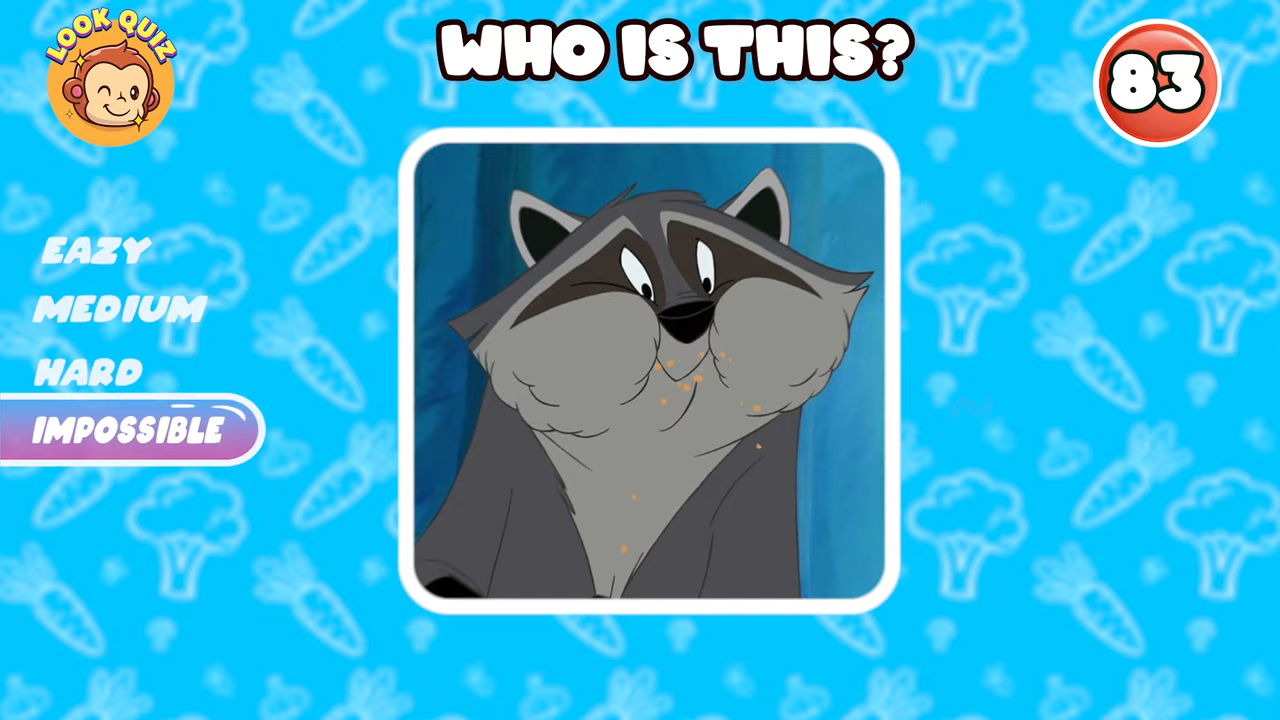 LOOK QUIZ
WHO IS THIS?
83
EAZY
MEDIUM
HARD
IMPOSSIBLE